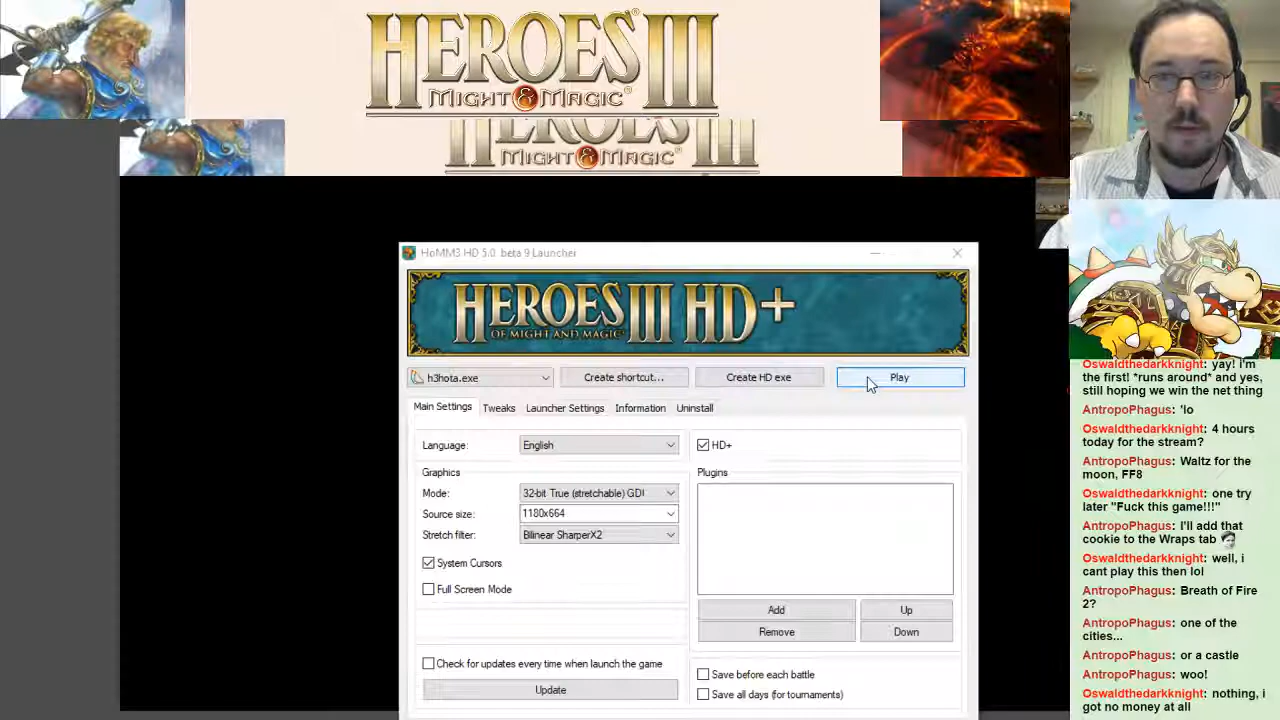 HEROES III
MIGHT & MAGIC®
HEROES III
MIGHT & MAGIC®
HoMM3 HD 5.0 beta 9 Launcher
HEROES III HD+
OF MIGHT AND MAGIC
h3hota.exe
Create shortcut...
Create HD exe
Play
Main Settings
Tweaks
Launcher Settings
Information
Uninstall
Language:
English
HD+
Graphics
Plugins
Mode:
32-bit True (stretchable) GDI
Source size:
1180x664
Stretch filter:
Bilinear SharperX2
System Cursors
Full Screen Mode
Add
Up
Remove
Down
Check for updates every time when launch the game
Update
Save before each battle
Save all days (for tournaments)
Oswaldthedarkknight: yay! i'm
the first! *runs around* and yes,
still hoping we win the net thing
AntropoPhagus: 'lo
Oswaldthedarkknight: 4 hours
today for the stream?
AntropoPhagus: Waltz for the
moon, FF8
Oswaldthedarkknight: one try
later "Fuck this game!!!"
AntropoPhagus: I'll add that
cookie to the Wraps tab
Oswaldthedarkknight: well, i
cant play this then lol
AntropoPhagus: Breath of Fire
2?
AntropoPhagus: one of the
cities...
AntropoPhagus: or a castle
AntropoPhagus: woo!
Oswaldthedarkknight: nothing, i
got no money at all